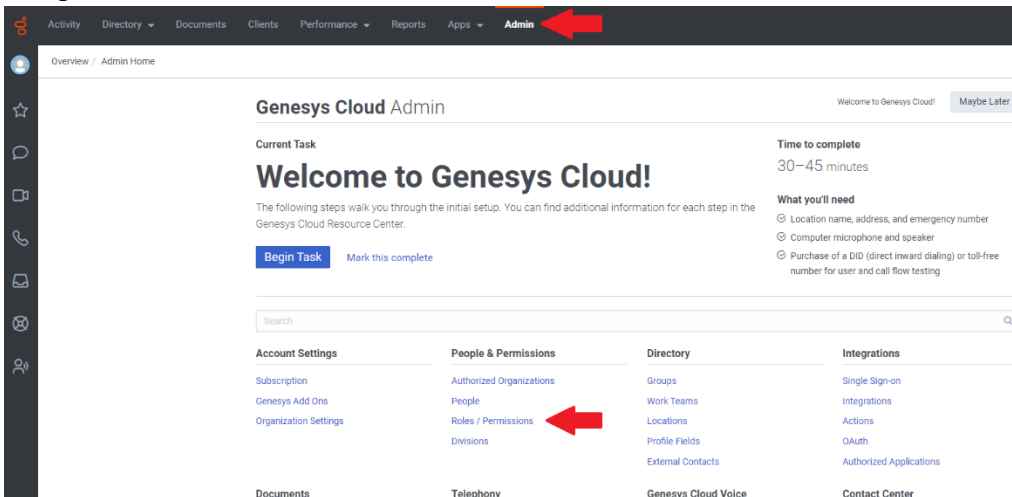 Activity Directory Documents Clients Performance Reports Apps Admin
Overview / Admin Home
Genesys Cloud Admin
Welcome to Genesys Cloud! Maybe Later
Current Task
Welcome to Genesys Cloud!
The following steps walk you through the initial setup. You can find additional information for each step in the
Genesys Cloud Resource Center.
Begin Task Mark this complete
Time to complete
30–45 minutes
What you'll need
Location name, address, and emergency number
Computer microphone and speaker
Purchase of a DID (direct inward dialing) or toll-free
number for user and call flow testing
Search
Account Settings
Subscription
Genesys Add Ons
Organization Settings
People & Permissions
Authorized Organizations
People
Roles / Permissions
Divisions
Directory
Groups
Work Teams
Locations
Profile Fields
External Contacts
Integrations
Single Sign-on
Integrations
Actions
OAuth
Authorized Applications
Documents Telephony Genesys Cloud Voice Contact Center